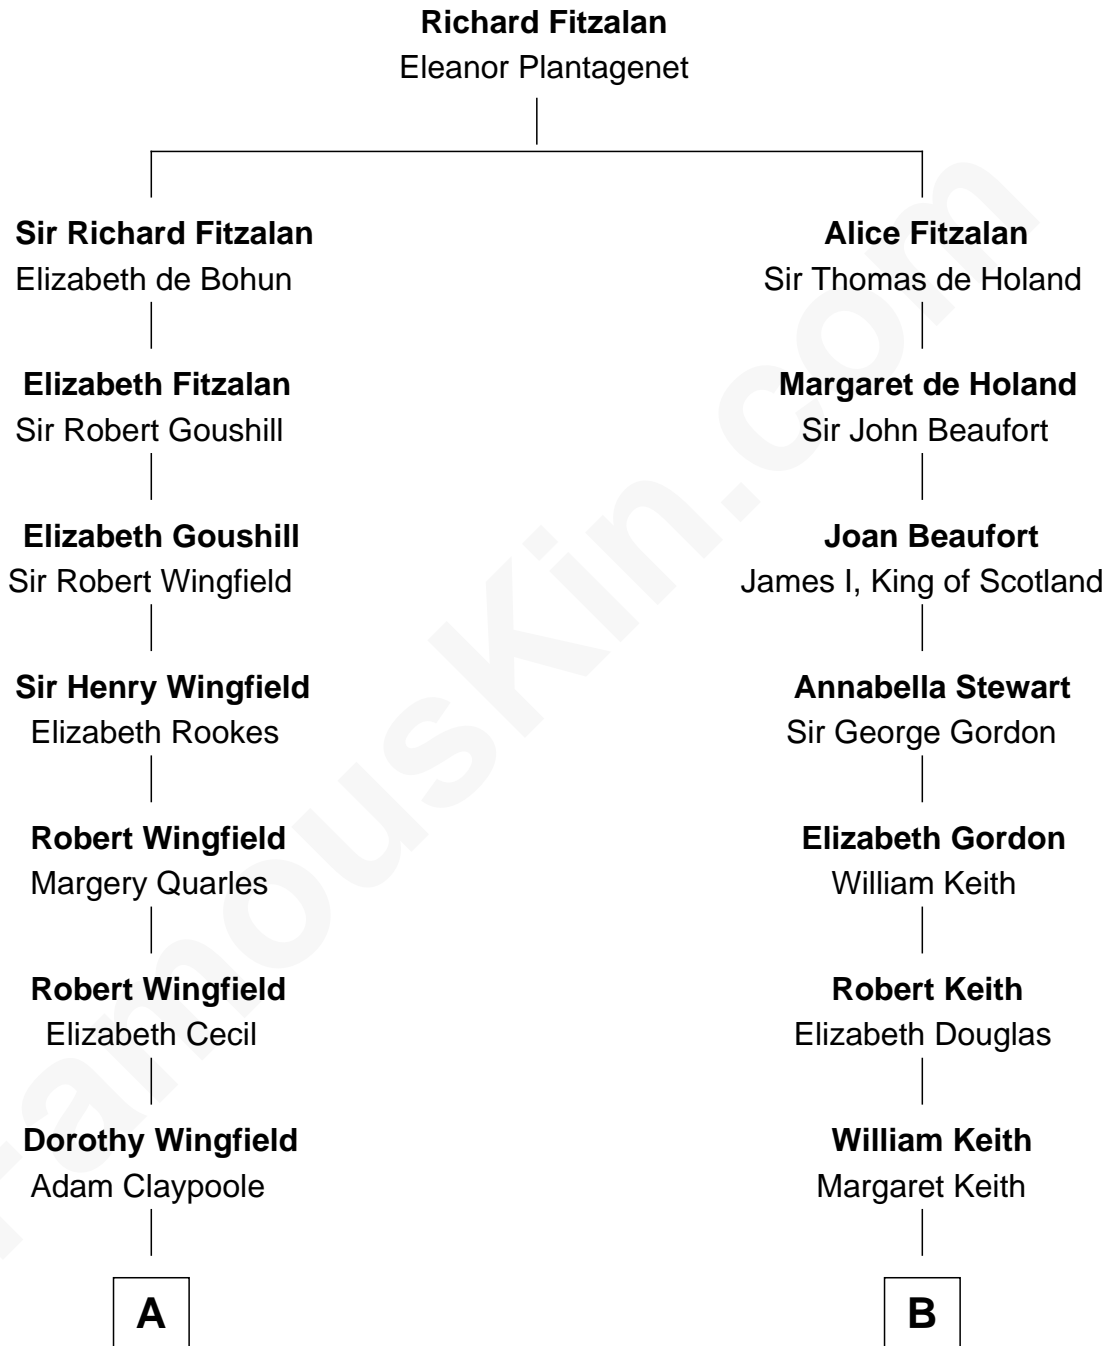 Richard Fitzalan
Eleanor Plantagenet
Sir Richard Fitzalan
Elizabeth de Bohun
Elizabeth Fitzalan
Sir Robert Goushill
Elizabeth Goushill
Sir Robert Wingfield
Sir Henry Wingfield
Elizabeth Rookes
Robert Wingfield
Margery Quarles
Robert Wingfield
Elizabeth Cecil
Dorothy Wingfield
Adam Claypoole
A
Alice Fitzalan
Sir Thomas de Holand
Margaret de Holand
Sir John Beaufort
Joan Beaufort
James I, King of Scotland
Annabella Stewart
Sir George Gordon
Elizabeth Gordon
William Keith
Robert Keith
Elizabeth Douglas
William Keith
Margaret Keith
B
FamousKin.com